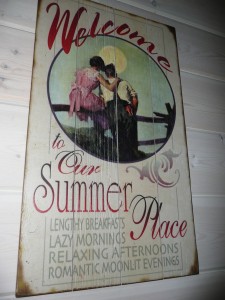 Welcome
to
Our
Summer
Place
LENGTHY BREAKFASTS
LAZY MORNINGS
RELAXING AFTERNOONS
ROMANTIC MOONLIT EVENINGS